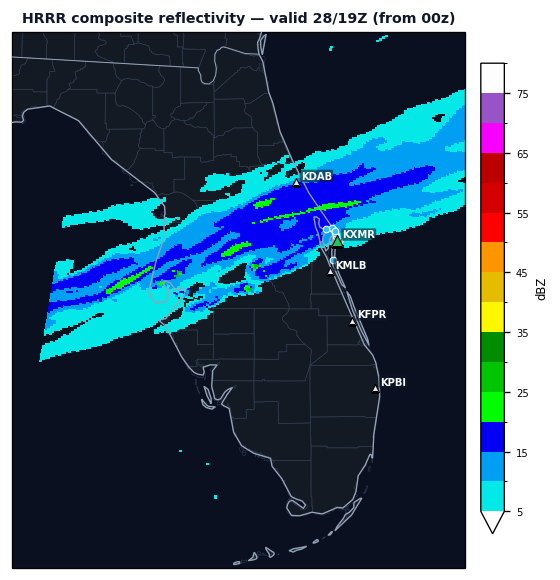 HRRR composite reflectivity — valid 28/19Z (from 00z)
KDAB
KXMR
KMLB
KFPR
KPBI
75
65
55
45
35
25
15
5
dBZ